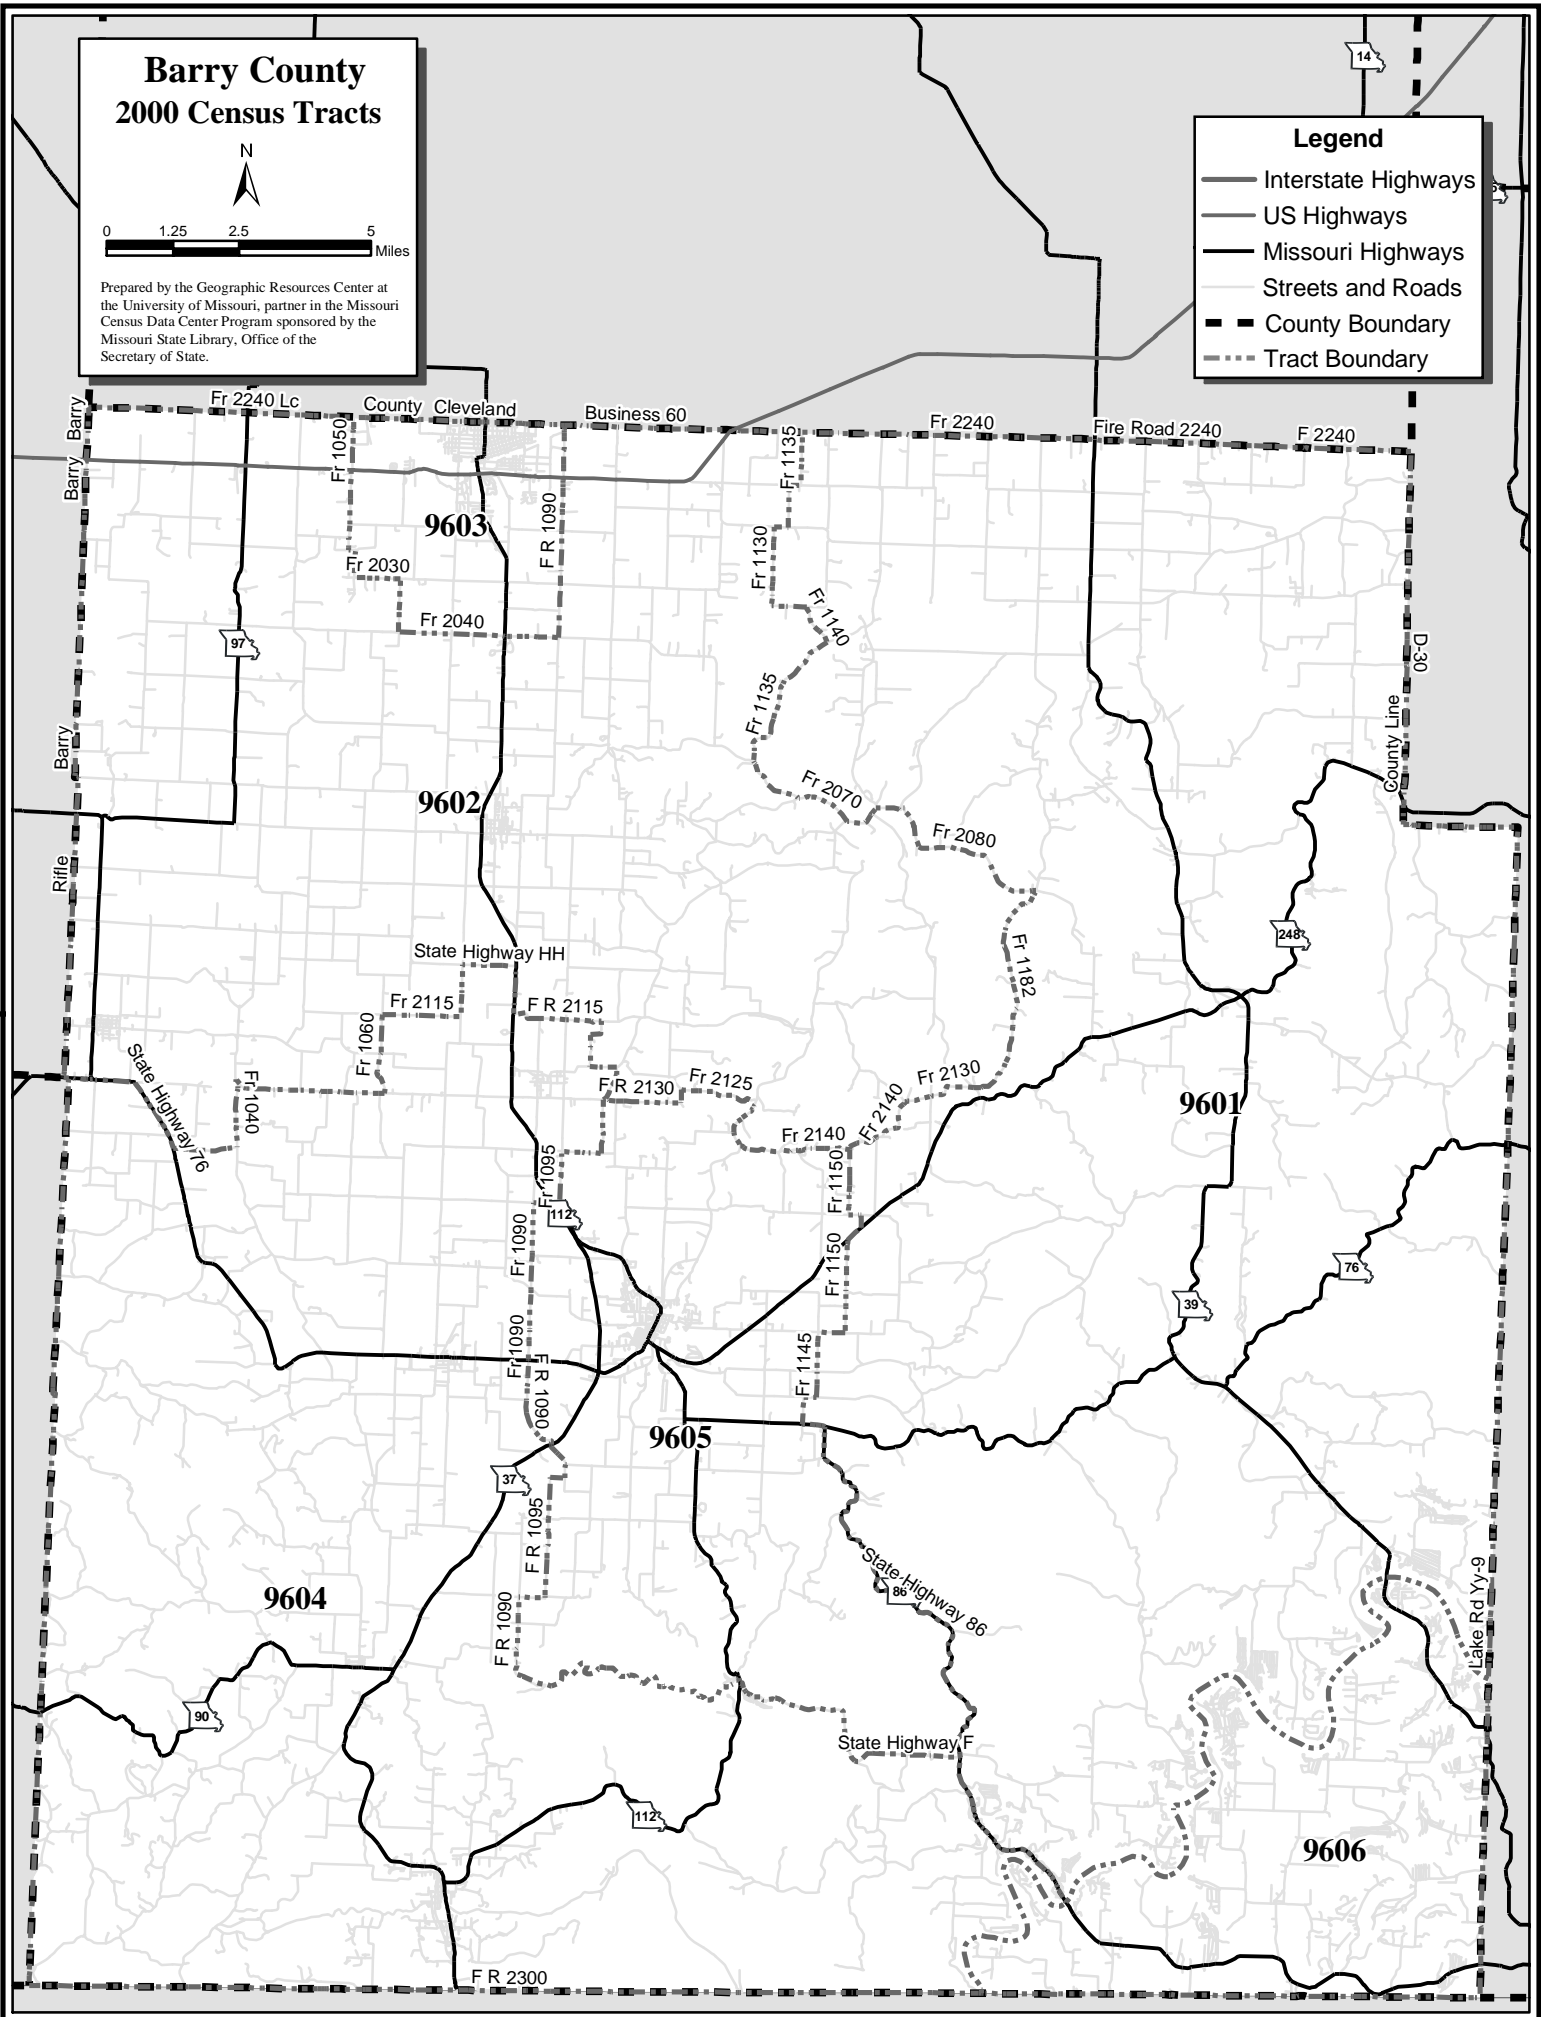 Barry County
2000 Census Tracts
N
0 1.25 2.5 5
Miles
Prepared by the Geographic Resources Center at
the University of Missouri, partner in the Missouri
Census Data Center Program sponsored by the
Missouri State Library, Office of the
Secretary of State.
14
Legend
Interstate Highways
US Highways
Missouri Highways
Streets and Roads
County Boundary
Tract Boundary
Barry
Fr 2240 Lc
County
Cleveland
Business 60
Fr 2240
Fire Road 2240
F 2240
Barry
Fr 1050
Fr 1135
9603
F R 1090
Fr 1130
Fr 2030
Fr 2040
Fr 1140
97
D-30
Fr 1135
Barry
County Line
9602
Fr 2070
Fr 2080
Rifle
248
State Highway HH
Fr 1182
Fr 2115
F R 2115
Fr 1060
State Highway 76
Fr 1040
F R 2130
Fr 2125
Fr 2130
9601
Fr 2140
Fr 2140
Fr 1095
Fr 1150
112
Fr 1090
Fr 1150
76
39
Fr 1090
F R 1090
Fr 1145
9605
37
F R 1095
State Highway 86
86
9604
F R 1090
Lake Rd Yy-9
90
State Highway F
112
9606
F R 2300